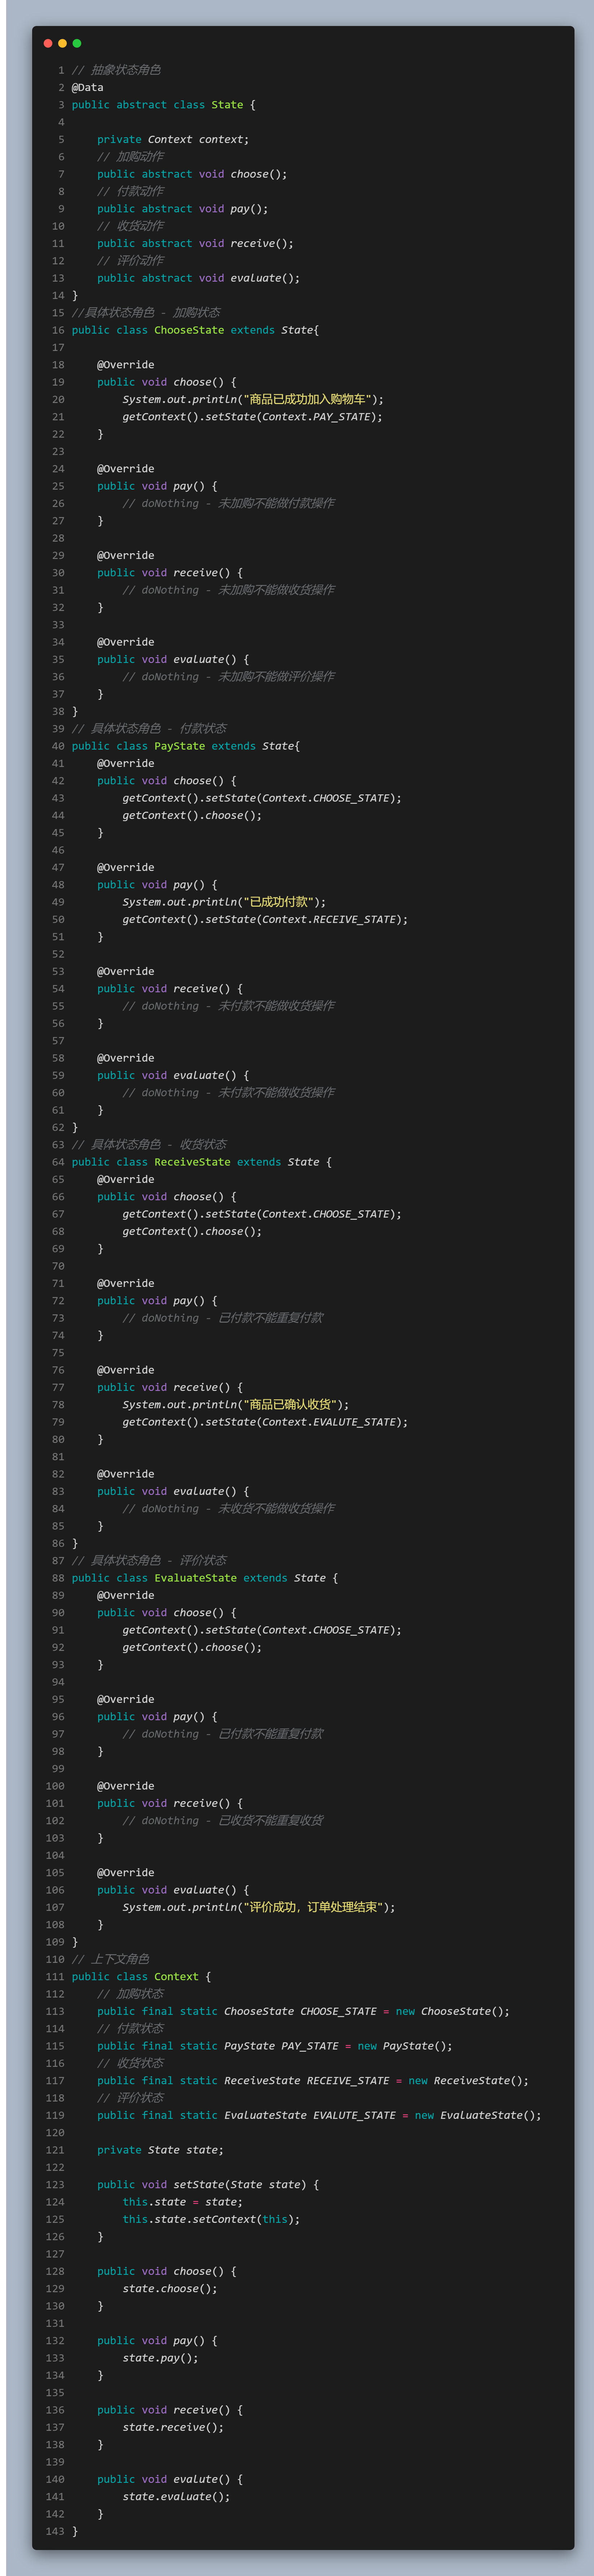 1 // 抽象状态角色
2 @Data
3 public abstract class State {
4
5     private Context context;
6     // 加购动作
7     public abstract void choose();
8     // 付款动作
9     public abstract void pay();
10     // 收货动作
11     public abstract void receive();
12     // 评价动作
13     public abstract void evaluate();
14 }
15 //具体状态角色 - 加购状态
16 public class ChooseState extends State{
17
18     @Override
19     public void choose() {
20         System.out.println("商品已成功加入购物车");
21         getContext().setState(Context.PAY_STATE);
22     }
23
24     @Override
25     public void pay() {
26         // doNothing - 未加购不能做付款操作
27     }
28
29     @Override
30     public void receive() {
31         // doNothing - 未加购不能做收货操作
32     }
33
34     @Override
35     public void evaluate() {
36         // doNothing - 未加购不能做评价操作
37     }
38 }
39 // 具体状态角色 - 付款状态
40 public class PayState extends State{
41     @Override
42     public void choose() {
43         getContext().setState(Context.CHOOSE_STATE);
44         getContext().choose();
45     }
46
47     @Override
48     public void pay() {
49         System.out.println("已成功付款");
50         getContext().setState(Context.RECEIVE_STATE);
51     }
52
53     @Override
54     public void receive() {
55         // doNothing - 未付款不能做收货操作
56     }
57
58     @Override
59     public void evaluate() {
60         // doNothing - 未付款不能做收货操作
61     }
62 }
63 // 具体状态角色 - 收货状态
64 public class ReceiveState extends State {
65     @Override
66     public void choose() {
67         getContext().setState(Context.CHOOSE_STATE);
68         getContext().choose();
69     }
70
71     @Override
72     public void pay() {
73         // doNothing - 已付款不能重复付款
74     }
75
76     @Override
77     public void receive() {
78         System.out.println("商品已确认收货");
79         getContext().setState(Context.EVALUTE_STATE);
80     }
81
82     @Override
83     public void evaluate() {
84         // doNothing - 未收货不能做收货操作
85     }
86 }
87 // 具体状态角色 - 评价状态
88 public class EvaluateState extends State {
89     @Override
90     public void choose() {
91         getContext().setState(Context.CHOOSE_STATE);
92         getContext().choose();
93     }
94
95     @Override
96     public void pay() {
97         // doNothing - 已付款不能重复付款
98     }
99
100     @Override
101     public void receive() {
102         // doNothing - 已收货不能重复收货
103     }
104
105     @Override
106     public void evaluate() {
107         System.out.println("评价成功，订单处理结束");
108     }
109 }
110 // 上下文角色
111 public class Context {
112     // 加购状态
113     public final static ChooseState CHOOSE_STATE = new ChooseState();
114     // 付款状态
115     public final static PayState PAY_STATE = new PayState();
116     // 收货状态
117     public final static ReceiveState RECEIVE_STATE = new ReceiveState();
118     // 评价状态
119     public final static EvaluateState EVALUTE_STATE = new EvaluateState();
120
121     private State state;
122
123     public void setState(State state) {
124         this.state = state;
125         this.state.setContext(this);
126     }
127
128     public void choose() {
129         state.choose();
130     }
131
132     public void pay() {
133         state.pay();
134     }
135
136     public void receive() {
137         state.receive();
138     }
139
140     public void evalute() {
141         state.evaluate();
142     }
143 }